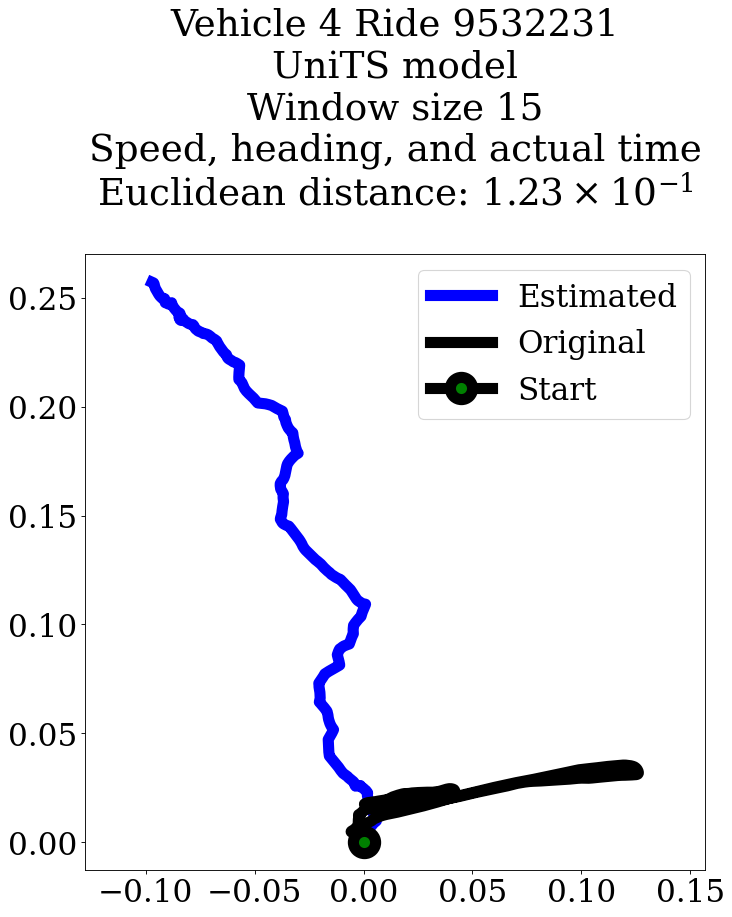 Vehicle 4 Ride 9532231
UniTS model
Window size 15
Speed, heading, and actual time
Euclidean distance: 1.23 × 10⁻¹
Estimated
Original
Start
0.25
0.20
0.15
0.10
0.05
0.00
−0.10 −0.05 0.00 0.05 0.10 0.15